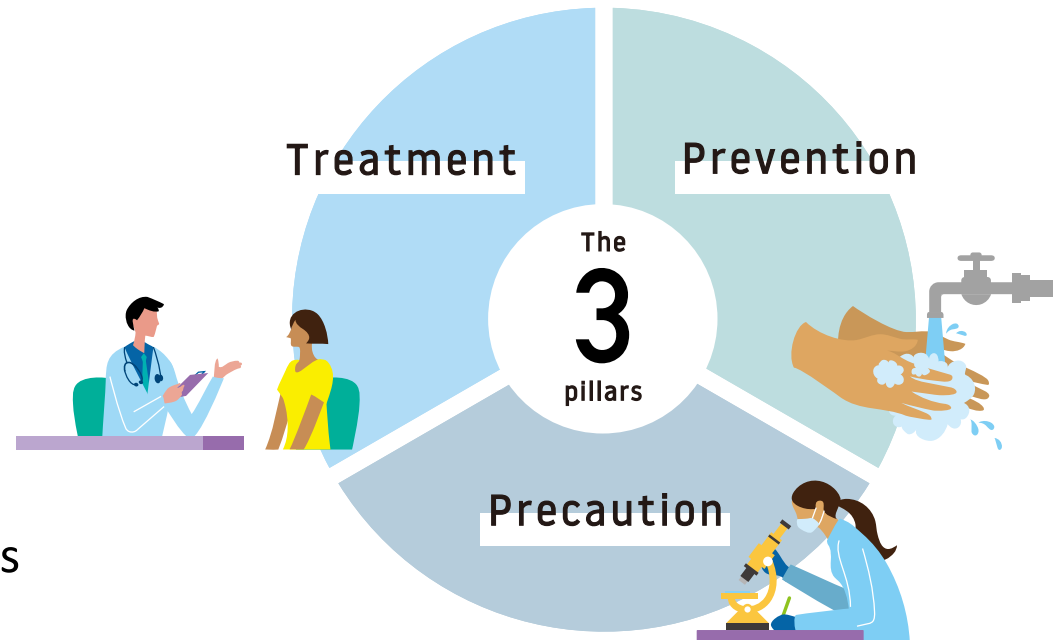 Treatment
Prevention
The
3
pillars
Precaution
s